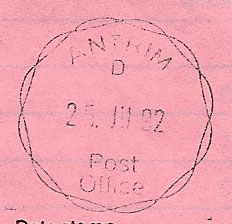 ANTRIM
D
25. JU 92
Post
Office